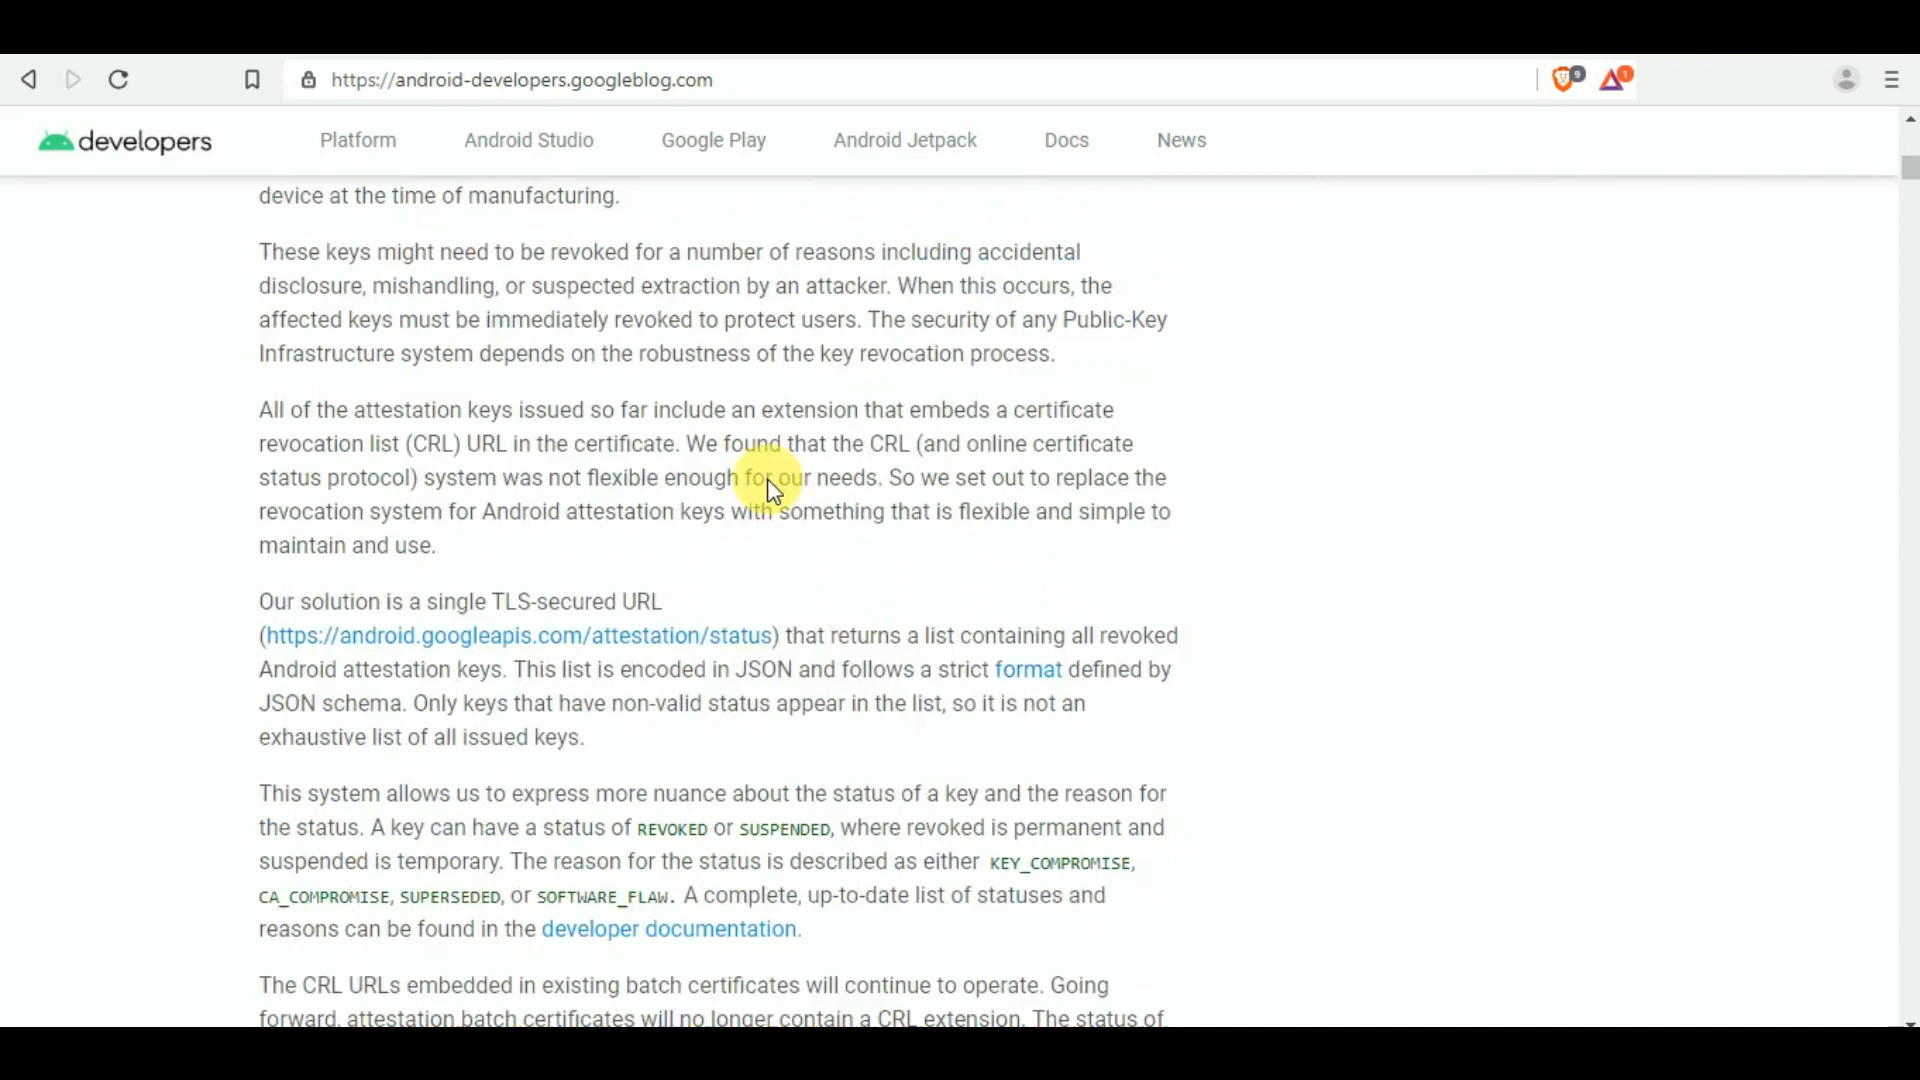 https://android-developers.googleblog.com
9
1
developers
Platform
Android Studio
Google Play
Android Jetpack
Docs
News
device at the time of manufacturing.
These keys might need to be revoked for a number of reasons including accidental
disclosure, mishandling, or suspected extraction by an attacker. When this occurs, the
affected keys must be immediately revoked to protect users. The security of any Public-Key
Infrastructure system depends on the robustness of the key revocation process.
All of the attestation keys issued so far include an extension that embeds a certificate
revocation list (CRL) URL in the certificate. We found that the CRL (and online certificate
status protocol) system was not flexible enough for our needs. So we set out to replace the
revocation system for Android attestation keys with something that is flexible and simple to
maintain and use.
Our solution is a single TLS-secured URL
(https://android.googleapis.com/attestation/status) that returns a list containing all revoked
Android attestation keys. This list is encoded in JSON and follows a strict format defined by
JSON schema. Only keys that have non-valid status appear in the list, so it is not an
exhaustive list of all issued keys.
This system allows us to express more nuance about the status of a key and the reason for
the status. A key can have a status of REVOKED or SUSPENDED, where revoked is permanent and
suspended is temporary. The reason for the status is described as either KEY_COMPROMISE,
CA_COMPROMISE, SUPERSEDED, or SOFTWARE_FLAW. A complete, up-to-date list of statuses and
reasons can be found in the developer documentation.
The CRL URLs embedded in existing batch certificates will continue to operate. Going
forward, attestation batch certificates will no longer contain a CRL extension. The status of